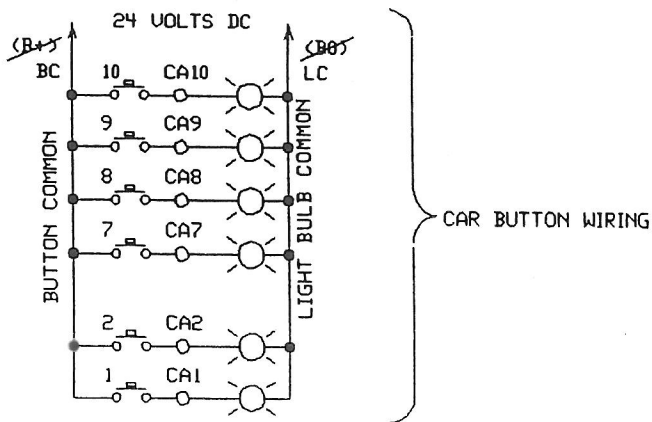 24 VOLTS DC
(B+) (B0)
BC LC
10 CA10
9 CA9
8 CA8
7 CA7
2 CA2
1 CA1
BUTTON COMMON
LIGHT BULB COMMON
CAR BUTTON WIRING